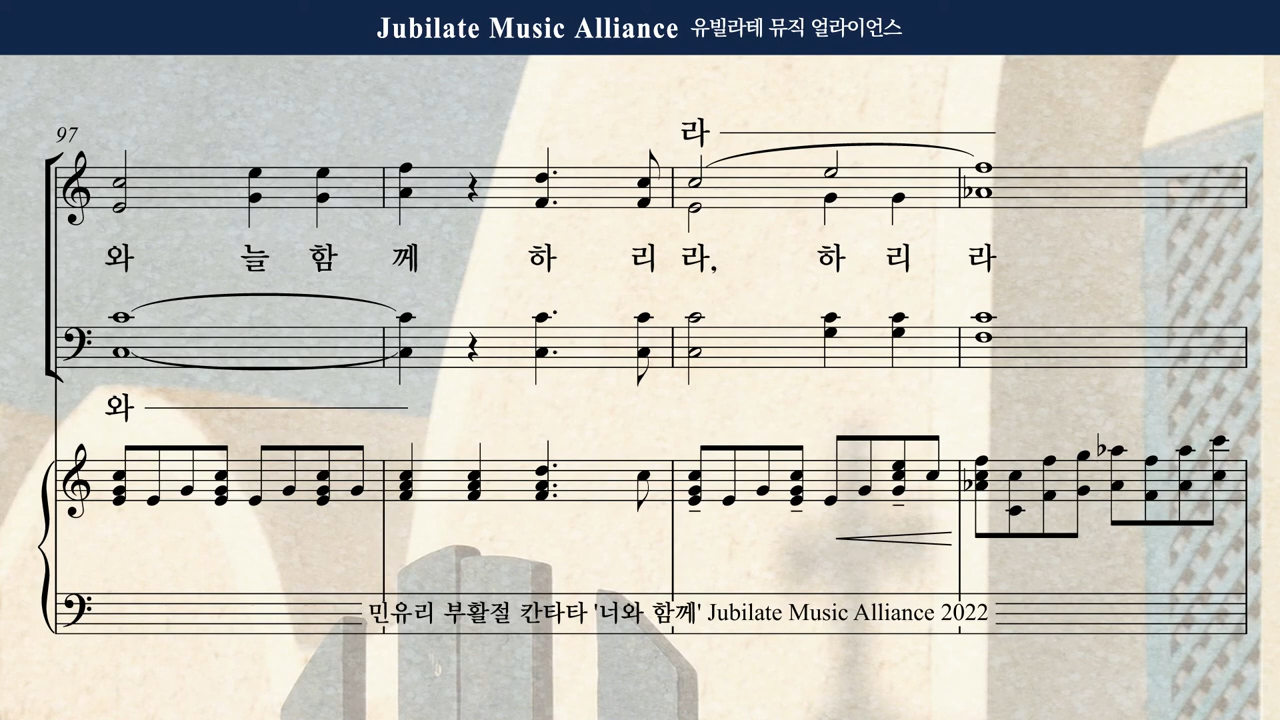 Jubilate Music Alliance 유빌라테 뮤직 얼라이언스
97
라
와 늘 함 께 하 리 라, 하 리 라
와
민유리 부활절 칸타타 '너와 함께' Jubilate Music Alliance 2022